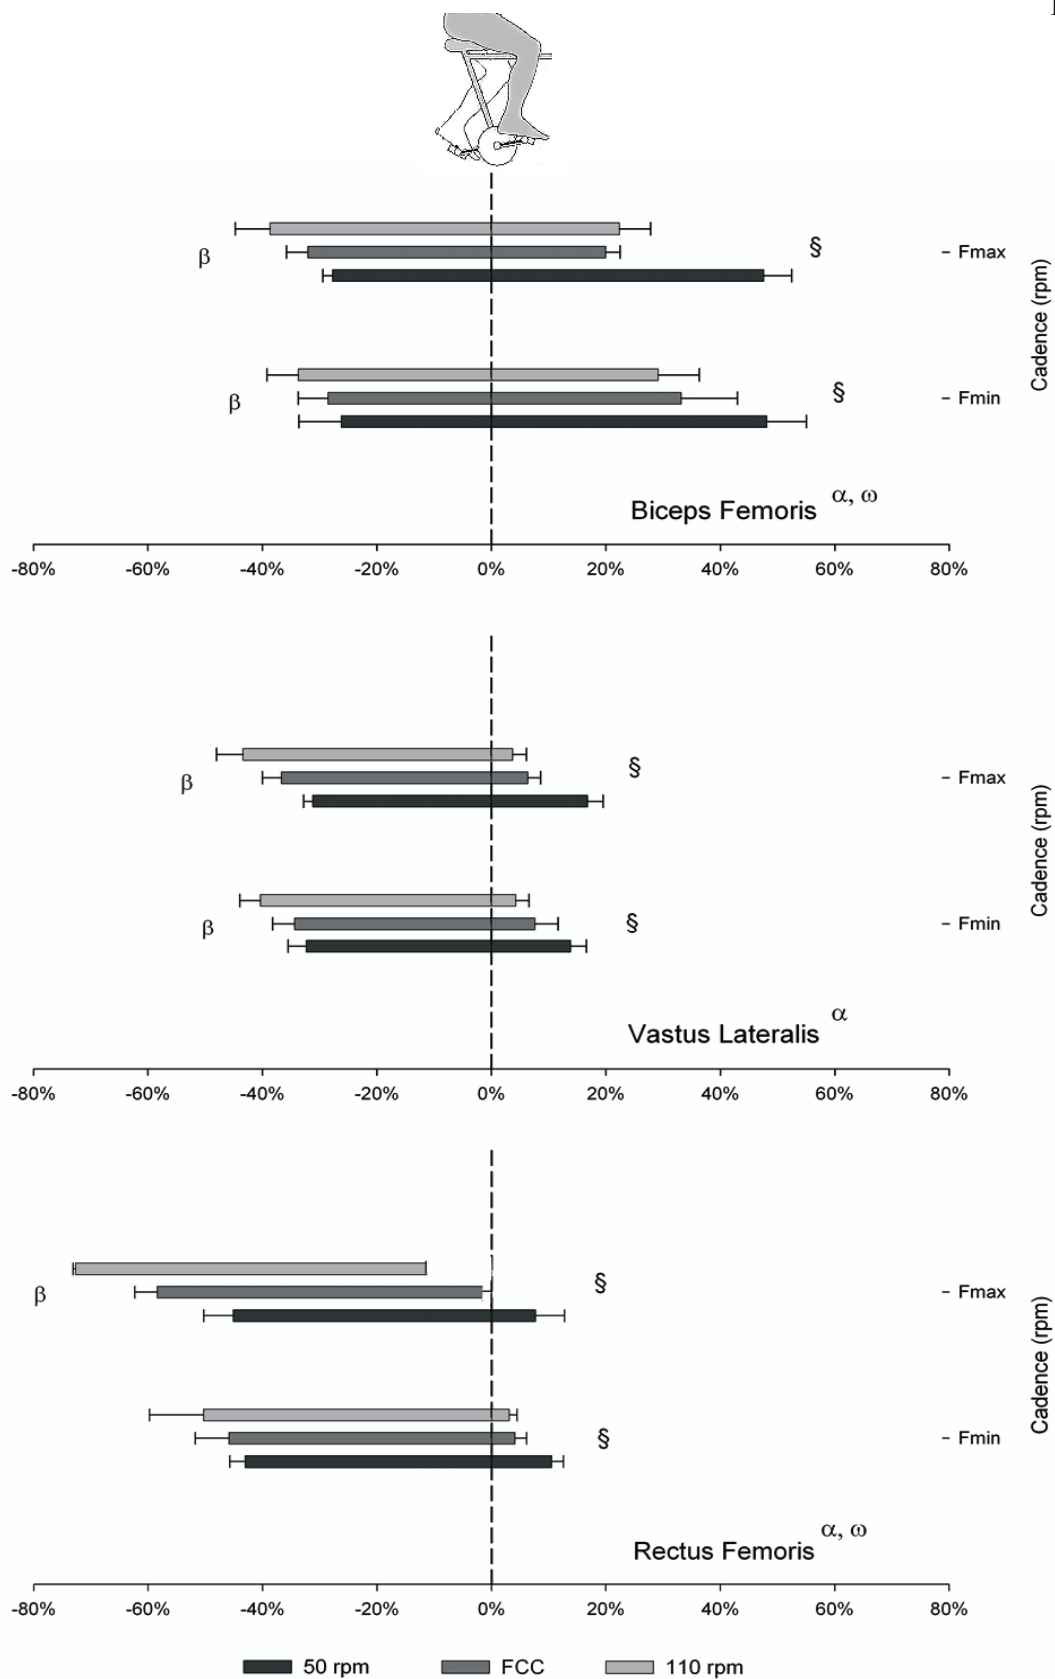 §
– Fmax
β
Cadence (rpm)
§
– Fmin
β
Biceps Femoris α, ω
-80% -60% -40% -20% 0% 20% 40% 60% 80%
§
– Fmax
β
Cadence (rpm)
§
– Fmin
β
Vastus Lateralis α
-80% -60% -40% -20% 0% 20% 40% 60% 80%
§
– Fmax
β
Cadence (rpm)
§
– Fmin
Rectus Femoris α, ω
-80% -60% -40% -20% 0% 20% 40% 60% 80%
50 rpm FCC 110 rpm